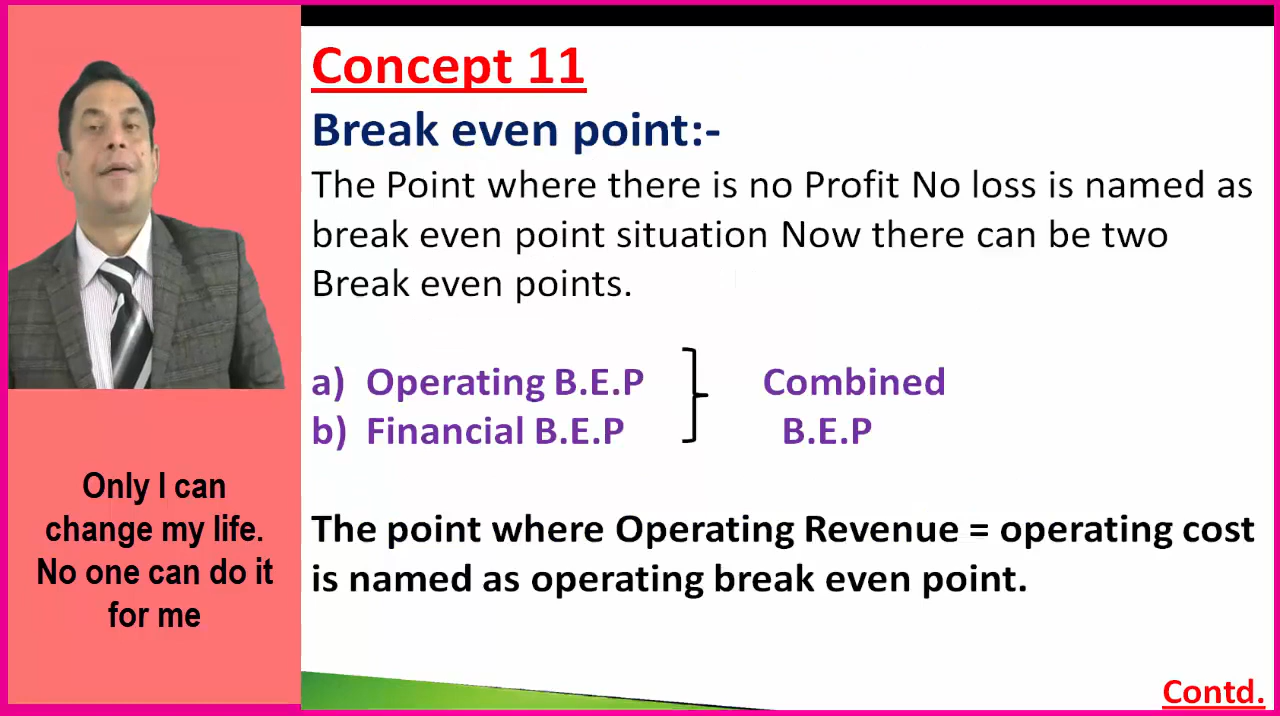 Concept 11
Break even point:-
The Point where there is no Profit No loss is named as
break even point situation Now there can be two
Break even points.
a) Operating B.E.P Combined
b) Financial B.E.P B.E.P
The point where Operating Revenue = operating cost
is named as operating break even point.
Contd.
Only I can
change my life.
No one can do it
for me